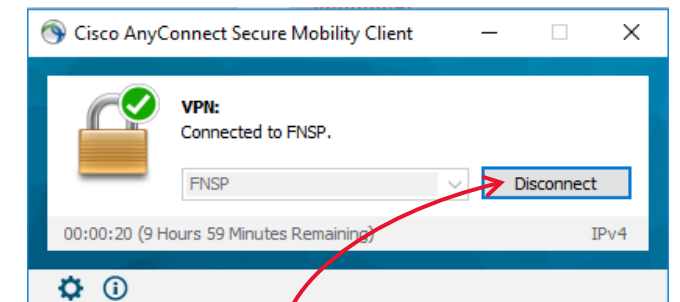 Cisco AnyConnect Secure Mobility Client
VPN:
Connected to FNSP.
FNSP
Disconnect
00:00:20 (9 Hours 59 Minutes Remaining)
IPv4